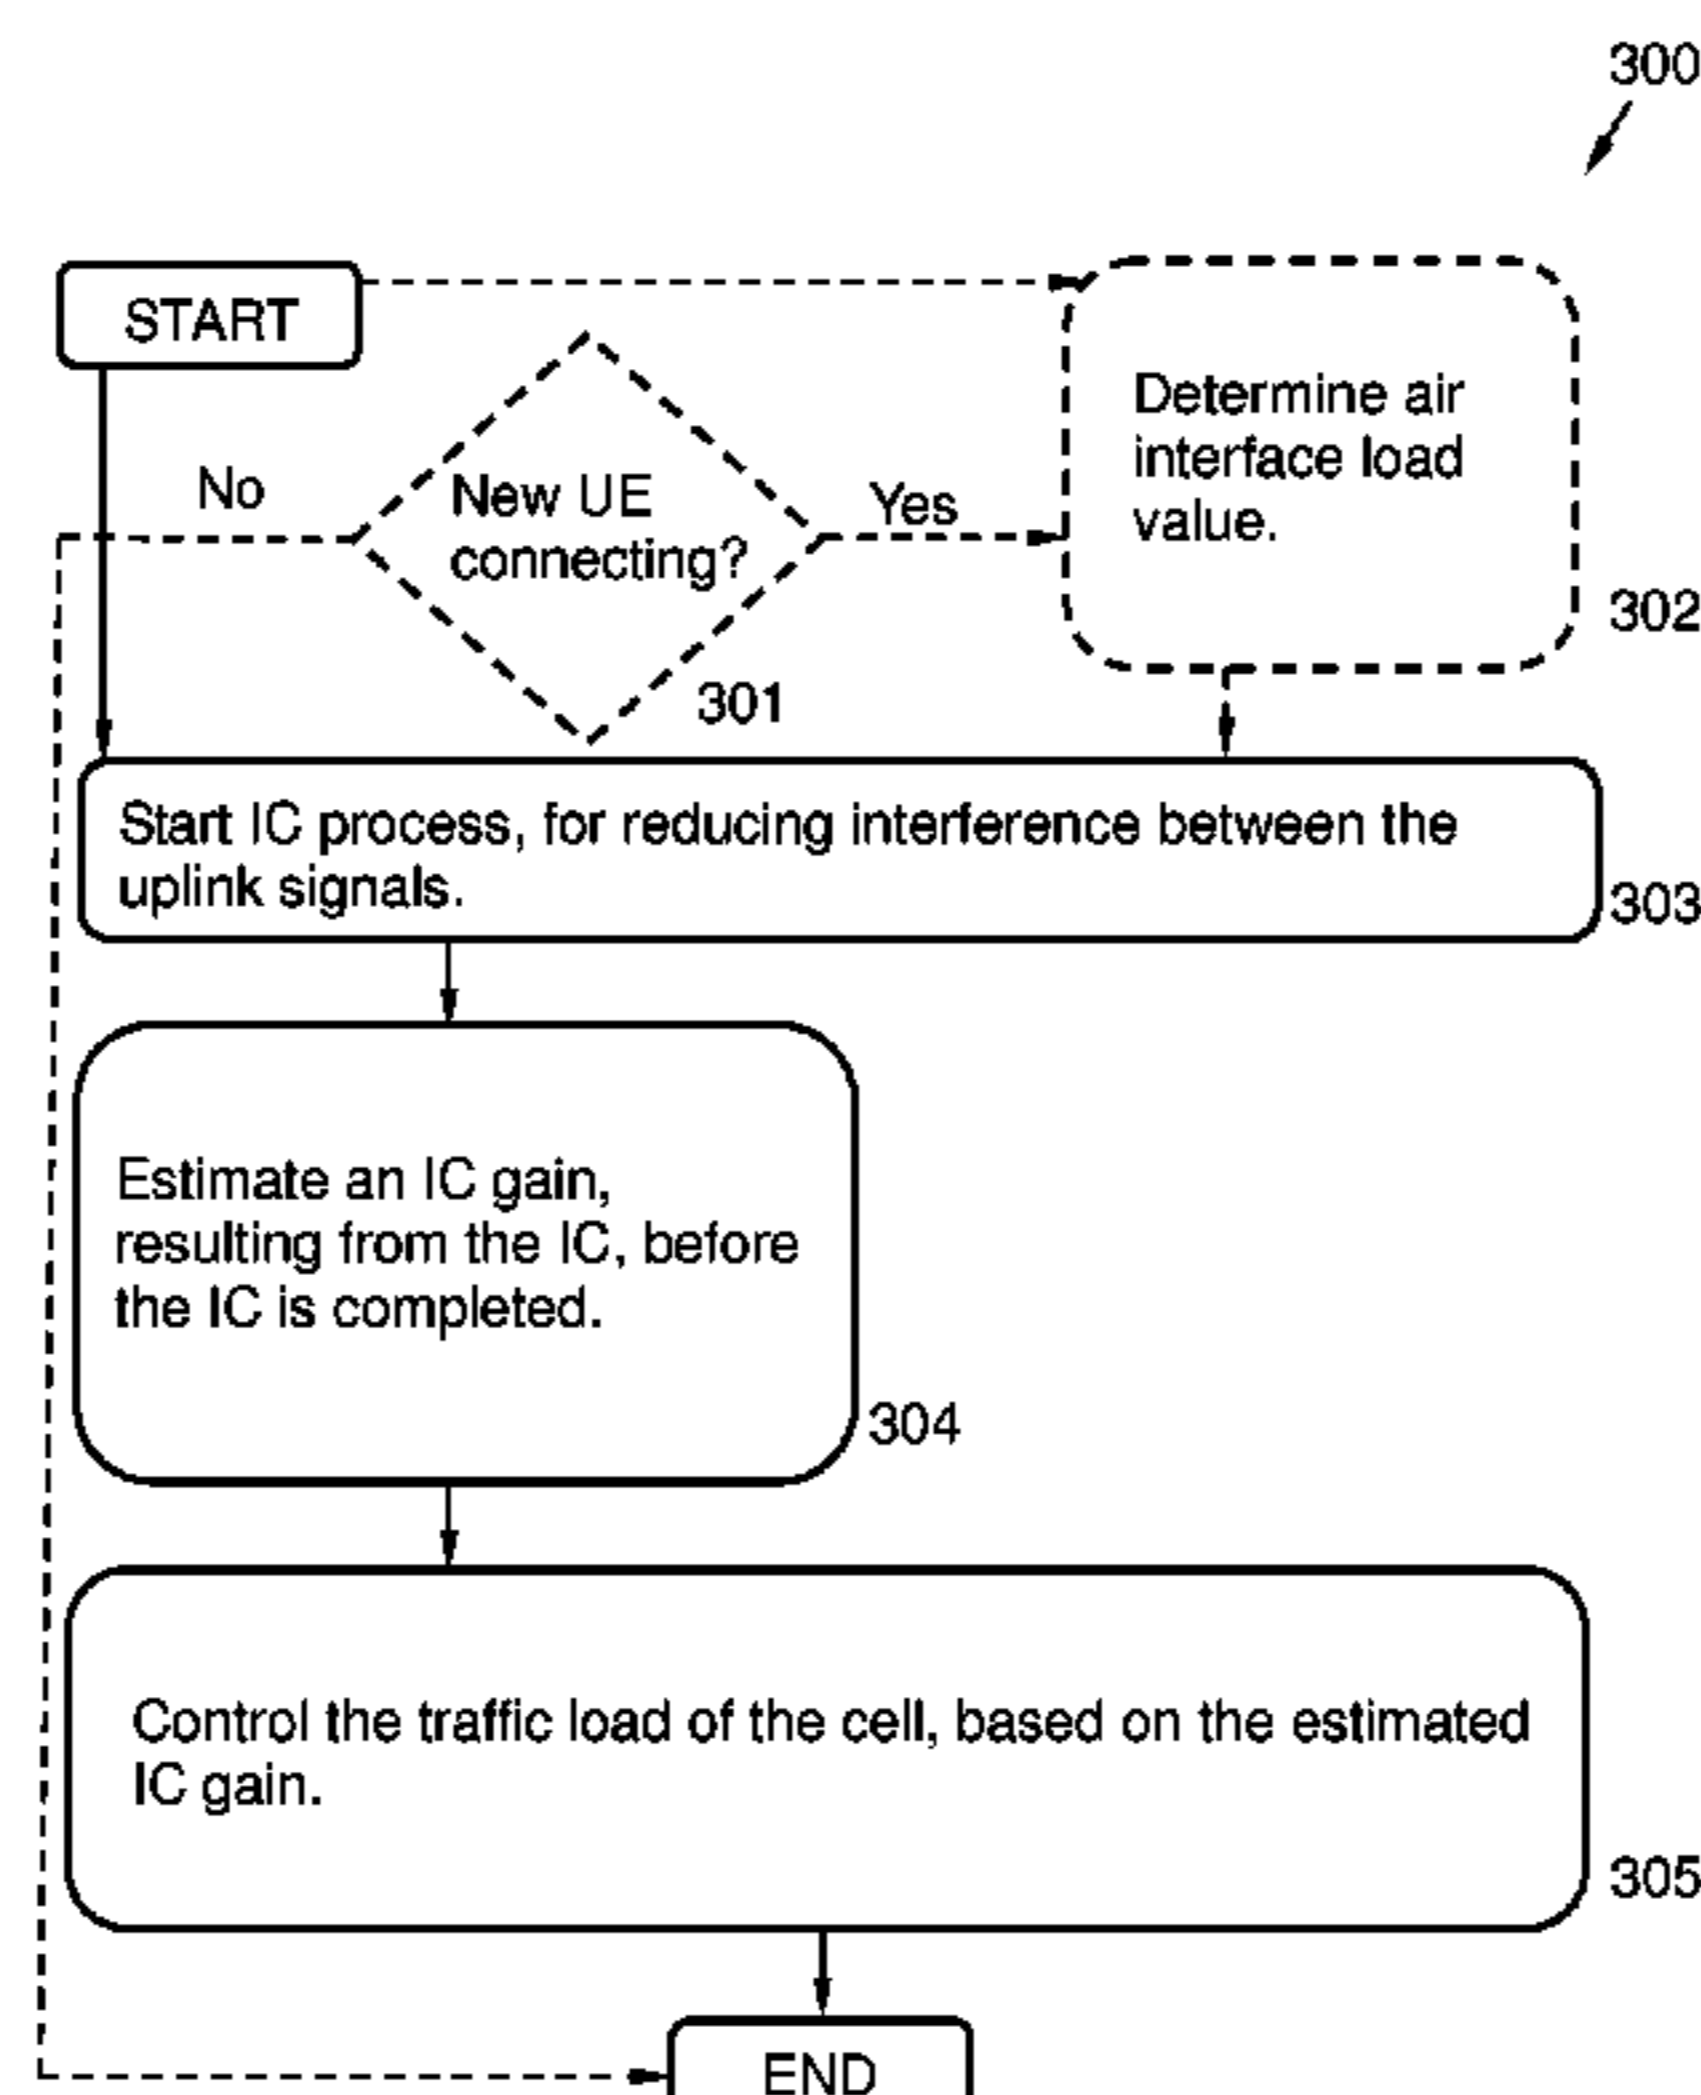 300
START
Determine air
interface load
value.
302
No
New UE
connecting?
Yes
301
Start IC process, for reducing interference between the
uplink signals.
303
Estimate an IC gain,
resulting from the IC, before
the IC is completed.
304
Control the traffic load of the cell, based on the estimated
IC gain.
305
END